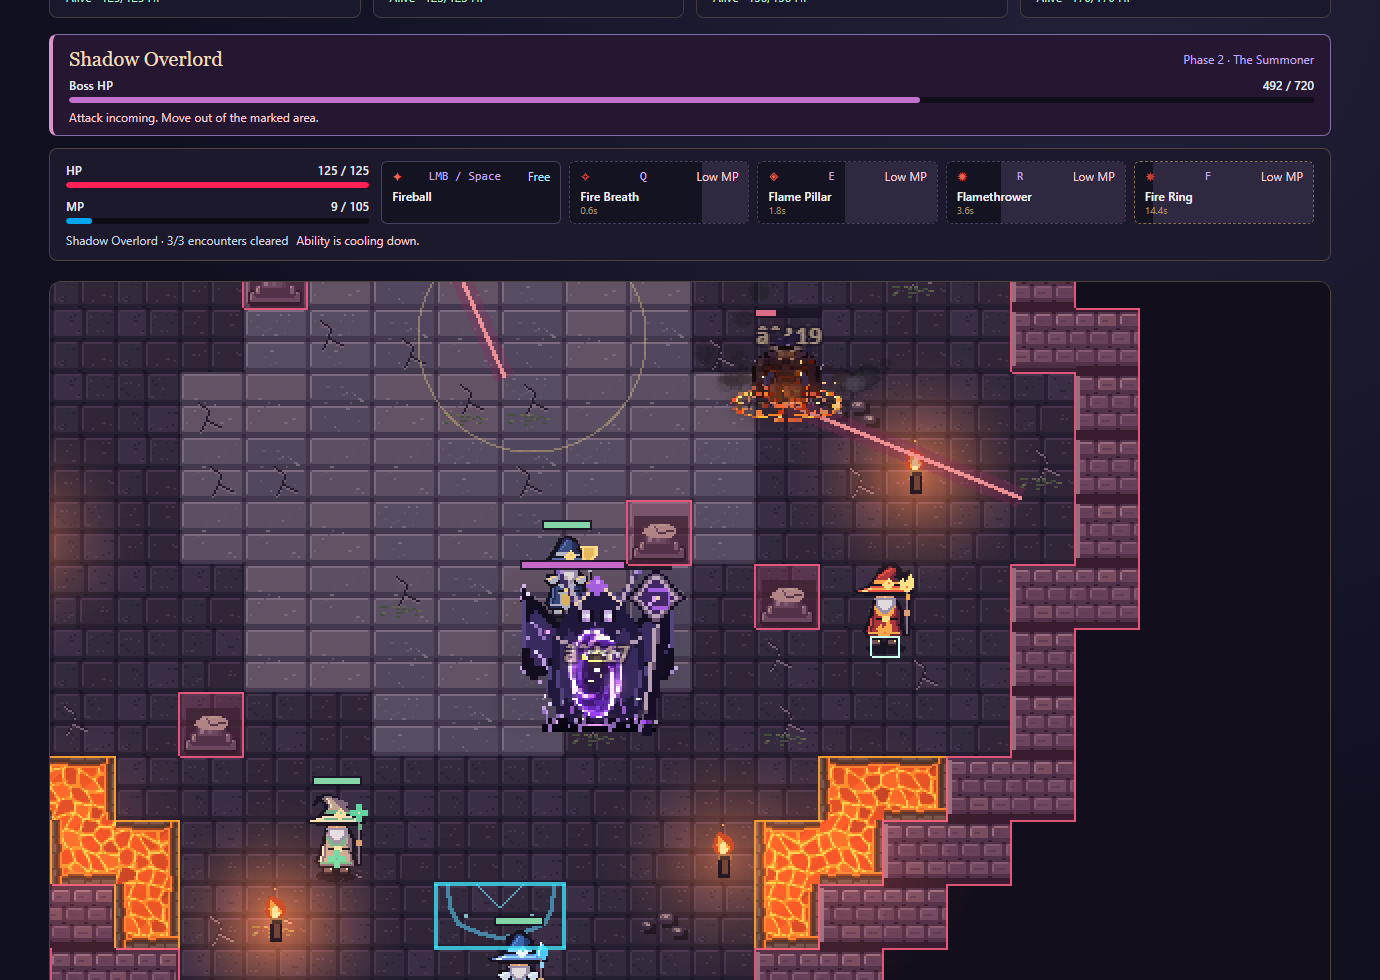 Shadow Overlord
Phase 2 · The Summoner
Boss HP
492 / 720
Attack incoming. Move out of the marked area.
HP
125 / 125
MP
9 / 105
LMB / Space
Free
Fireball
Q
Low MP
Fire Breath
0.6s
E
Low MP
Flame Pillar
1.8s
R
Low MP
Flamethrower
3.6s
F
Low MP
Fire Ring
14.4s
Shadow Overlord · 3/3 encounters cleared Ability is cooling down.